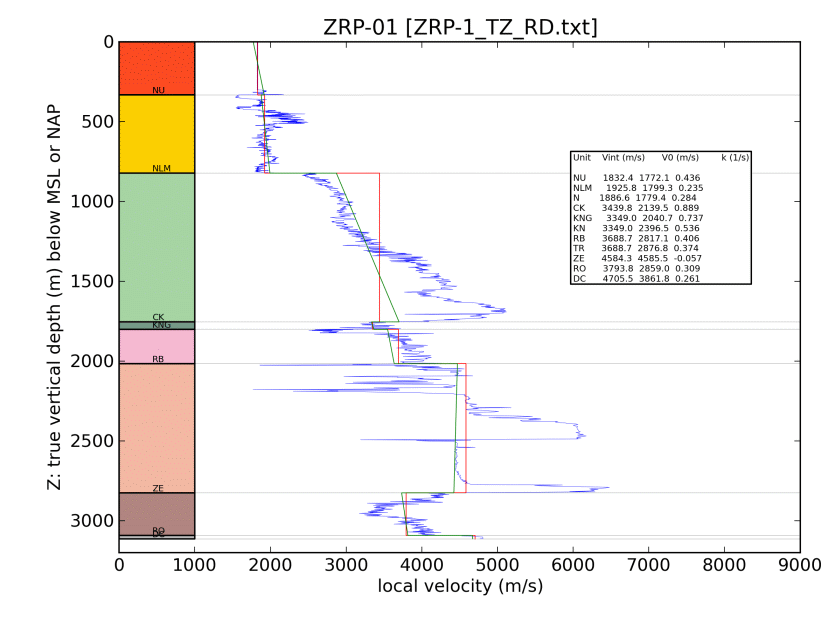 ZRP-01 [ZRP-1_TZ_RD.txt]
Z: true vertical depth (m) below MSL or NAP
0
500
1000
1500
2000
2500
3000
NU
NLM
CK
KNG
RB
ZE
RO
DC
Unit Vint (m/s) V0 (m/s) k (1/s)
NU 1832.4 1772.1 0.436
NLM 1925.8 1799.3 0.235
N 1886.6 1779.4 0.284
CK 3439.8 2139.5 0.889
KNG 3349.0 2040.7 0.737
KN 3349.0 2396.5 0.536
RB 3688.7 2817.1 0.406
TR 3688.7 2876.8 0.374
ZE 4584.3 4585.5 -0.057
RO 3793.8 2859.0 0.309
DC 4705.5 3861.8 0.261
0 1000 2000 3000 4000 5000 6000 7000 8000 9000
local velocity (m/s)